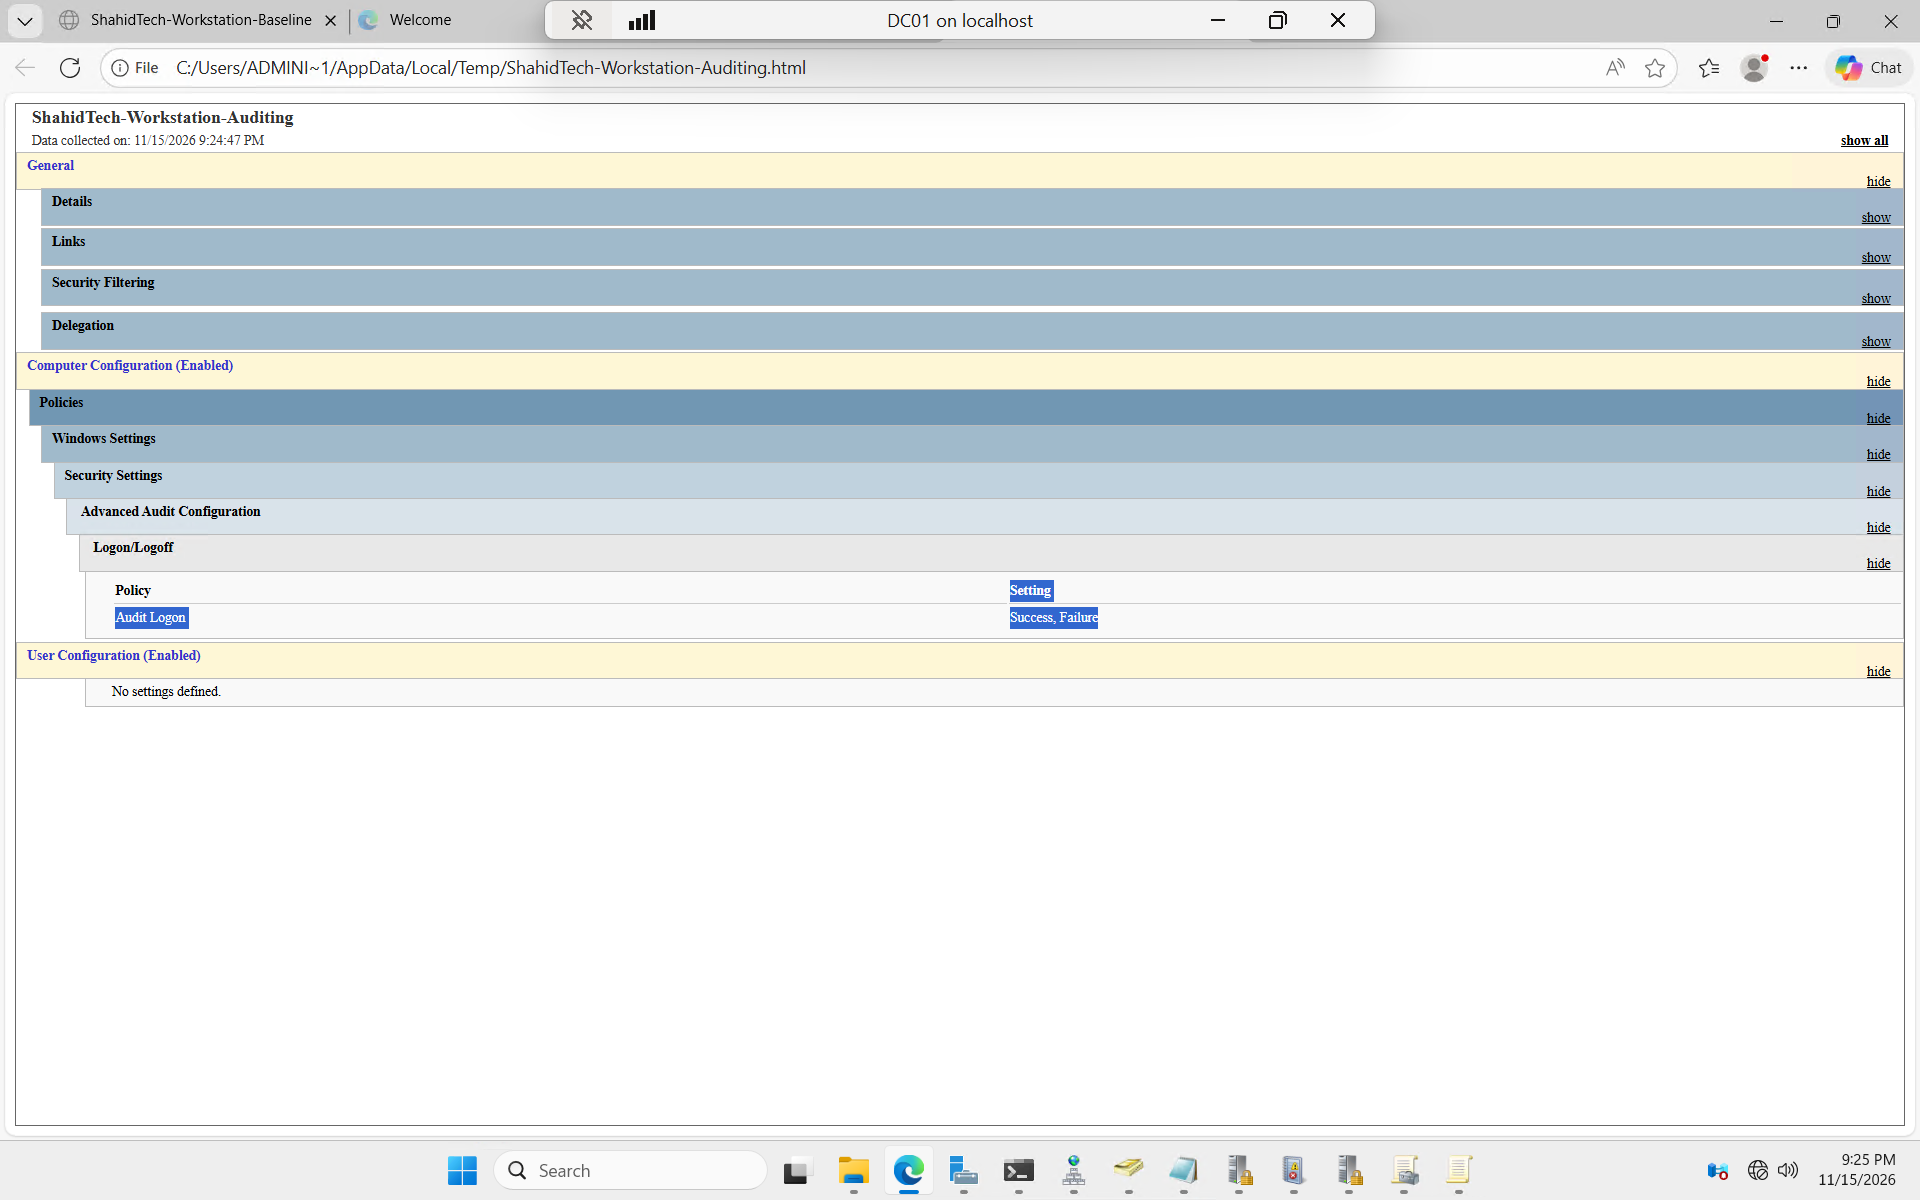 ShahidTech-Workstation-Baseline
Welcome
DC01 on localhost
File C:/Users/ADMINI~1/AppData/Local/Temp/ShahidTech-Workstation-Auditing.html
Chat
ShahidTech-Workstation-Auditing
Data collected on: 11/15/2026 9:24:47 PM
show all
General
hide
Details
show
Links
show
Security Filtering
show
Delegation
show
Computer Configuration (Enabled)
hide
Policies
hide
Windows Settings
hide
Security Settings
hide
Advanced Audit Configuration
hide
Logon/Logoff
hide
Policy Setting
Audit Logon Success, Failure
User Configuration (Enabled)
hide
No settings defined.
Search
9:25 PM
11/15/2026